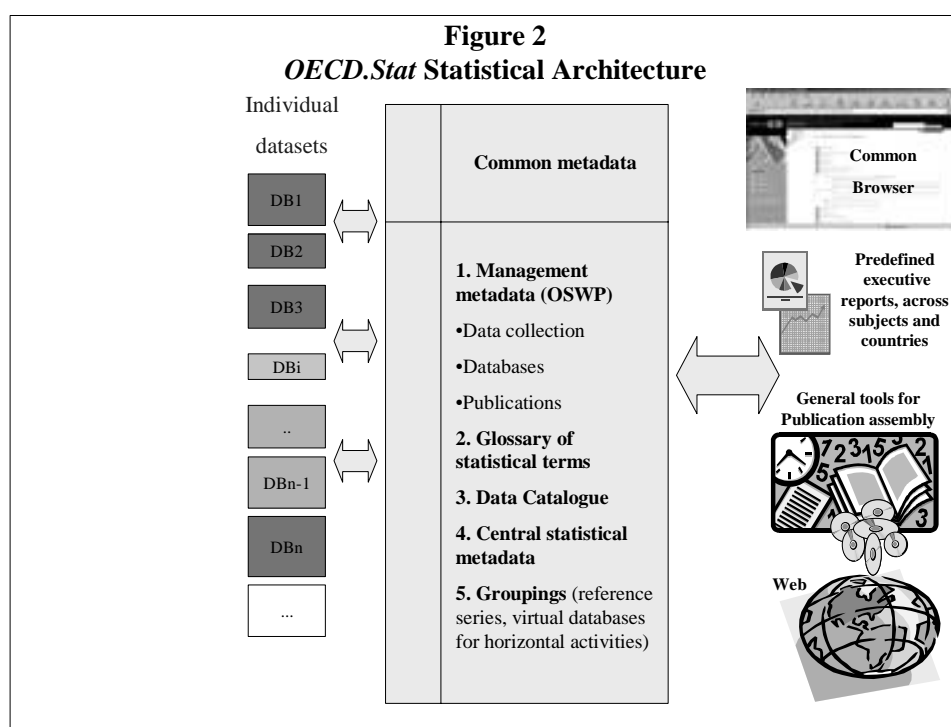 Figure 2
OECD.Stat Statistical Architecture
Individual
datasets
DB1
DB2
DB3
DBi
..
DBn-1
DBn
...
Common metadata
1. Management
metadata (OSWP)
•Data collection
•Databases
•Publications
2. Glossary of
statistical terms
3. Data Catalogue
4. Central statistical
metadata
5. Groupings (reference
series, virtual databases
for horizontal activities)
Common
Browser
Predefined
executive
reports, across
subjects and
countries
General tools for
Publication assembly
Web